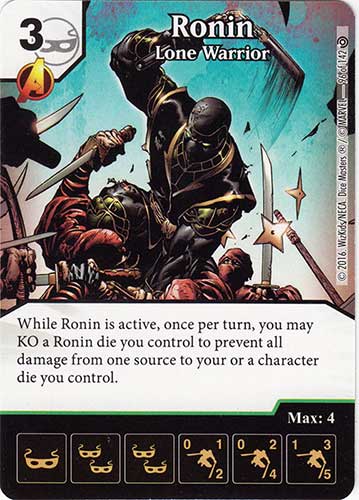 3
Ronin
Lone Warrior
© 2016 WizKids/NECA Dice Masters ® / © MARVEL — 96of142
While Ronin is active, once per turn, you may
KO a Ronin die you control to prevent all
damage from one source to your or a character
die you control.
Max: 4
0 1 0 2 1 3
2 4 5